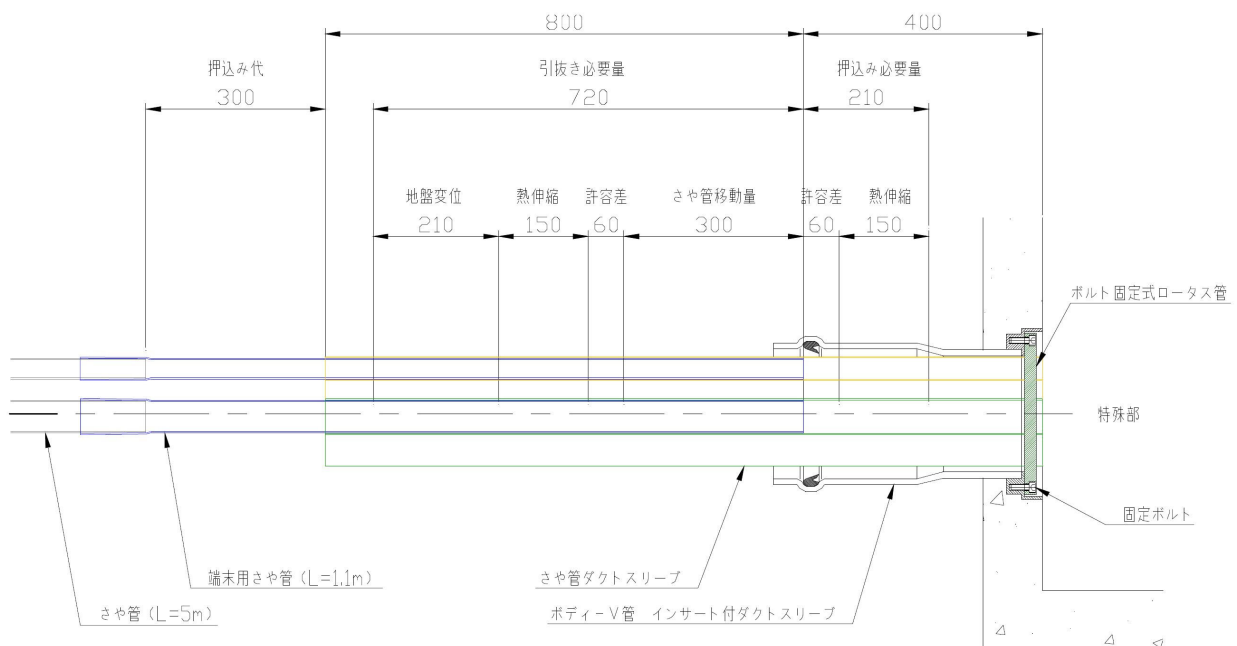 800
400
押込み代
引抜き必要量
押込み必要量
300
720
210
地盤変位
熱伸縮
許容差
さや管移動量
許容差
熱伸縮
210
150
60
300
60
150
ボルト固定式ロータス管
特殊部
固定ボルト
端末用さや管(L=1.1m)
さや管ダクトスリーブ
さや管(L=5m)
ボディーV管 インサート付ダクトスリーブ